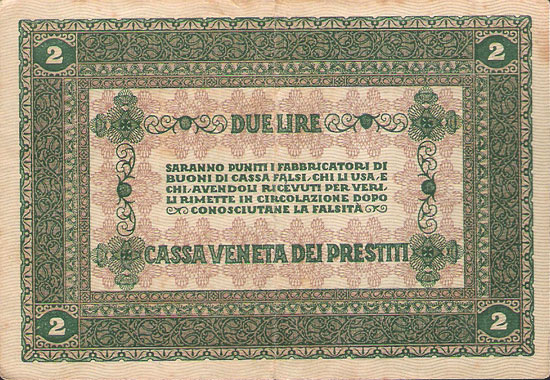 2 2
DUE LIRE
SARANNO PUNITI I FABBRICATORI DI
BUONI DI CASSA FALSI, CHI LI USA, E
CHI, AVENDOLI RICEVUTI PER VERI,
LI RIMETTE IN CIRCOLAZIONE DOPO
CONOSCIUTANE LA FALSITÀ
CASSA VENETA DEI PRESTITI
2 2